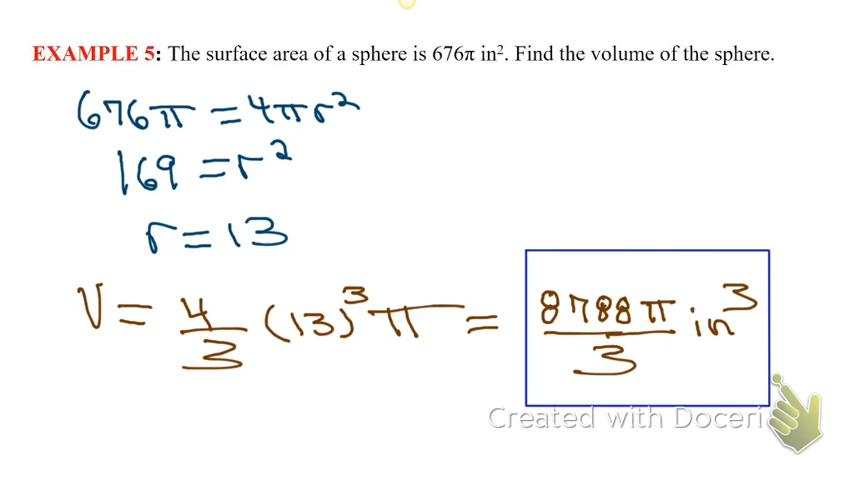 EXAMPLE 5: The surface area of a sphere is 676π in². Find the volume of the sphere.
676π = 4πr²
169 = r²
r = 13
V = 4/3 (13)³ π = 8788π/3 in³
Created with Doceri